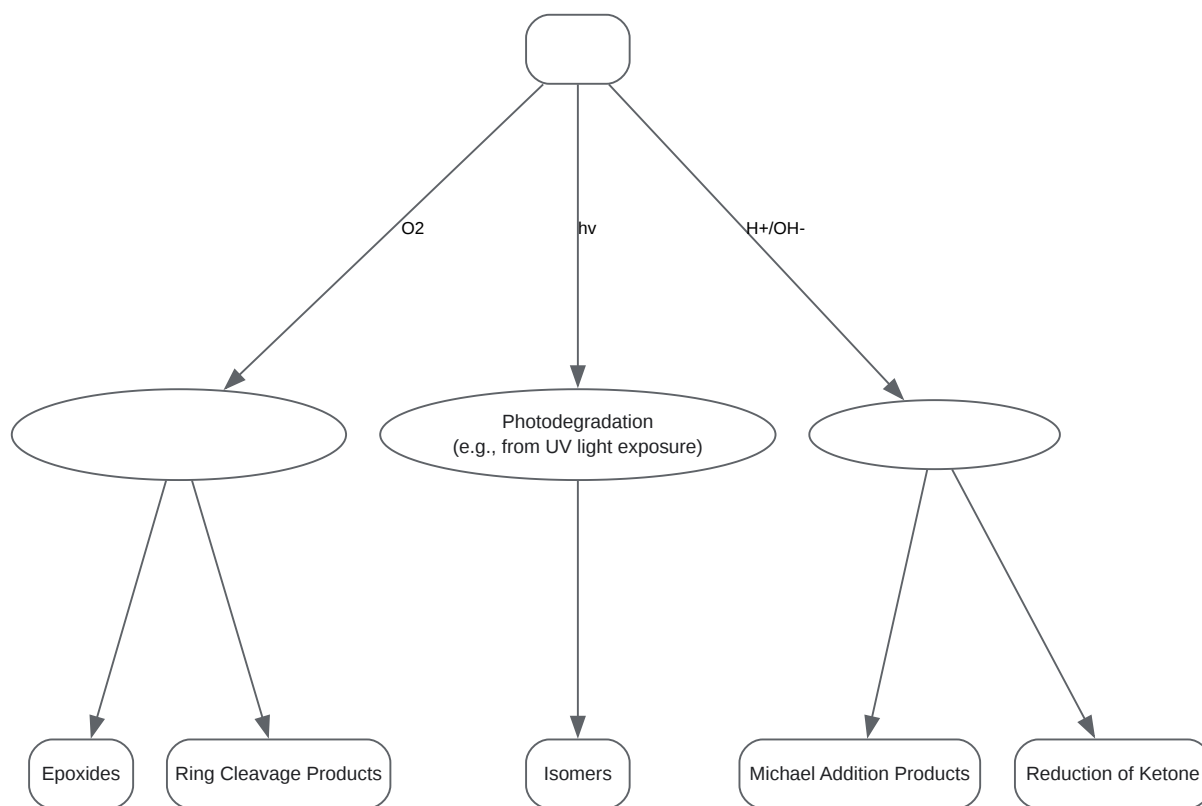 O2
hv
H+/OH-
Photodegradation
(e.g., from UV light exposure)
Epoxides
Ring Cleavage Products
Isomers
Michael Addition Products
Reduction of Ketone